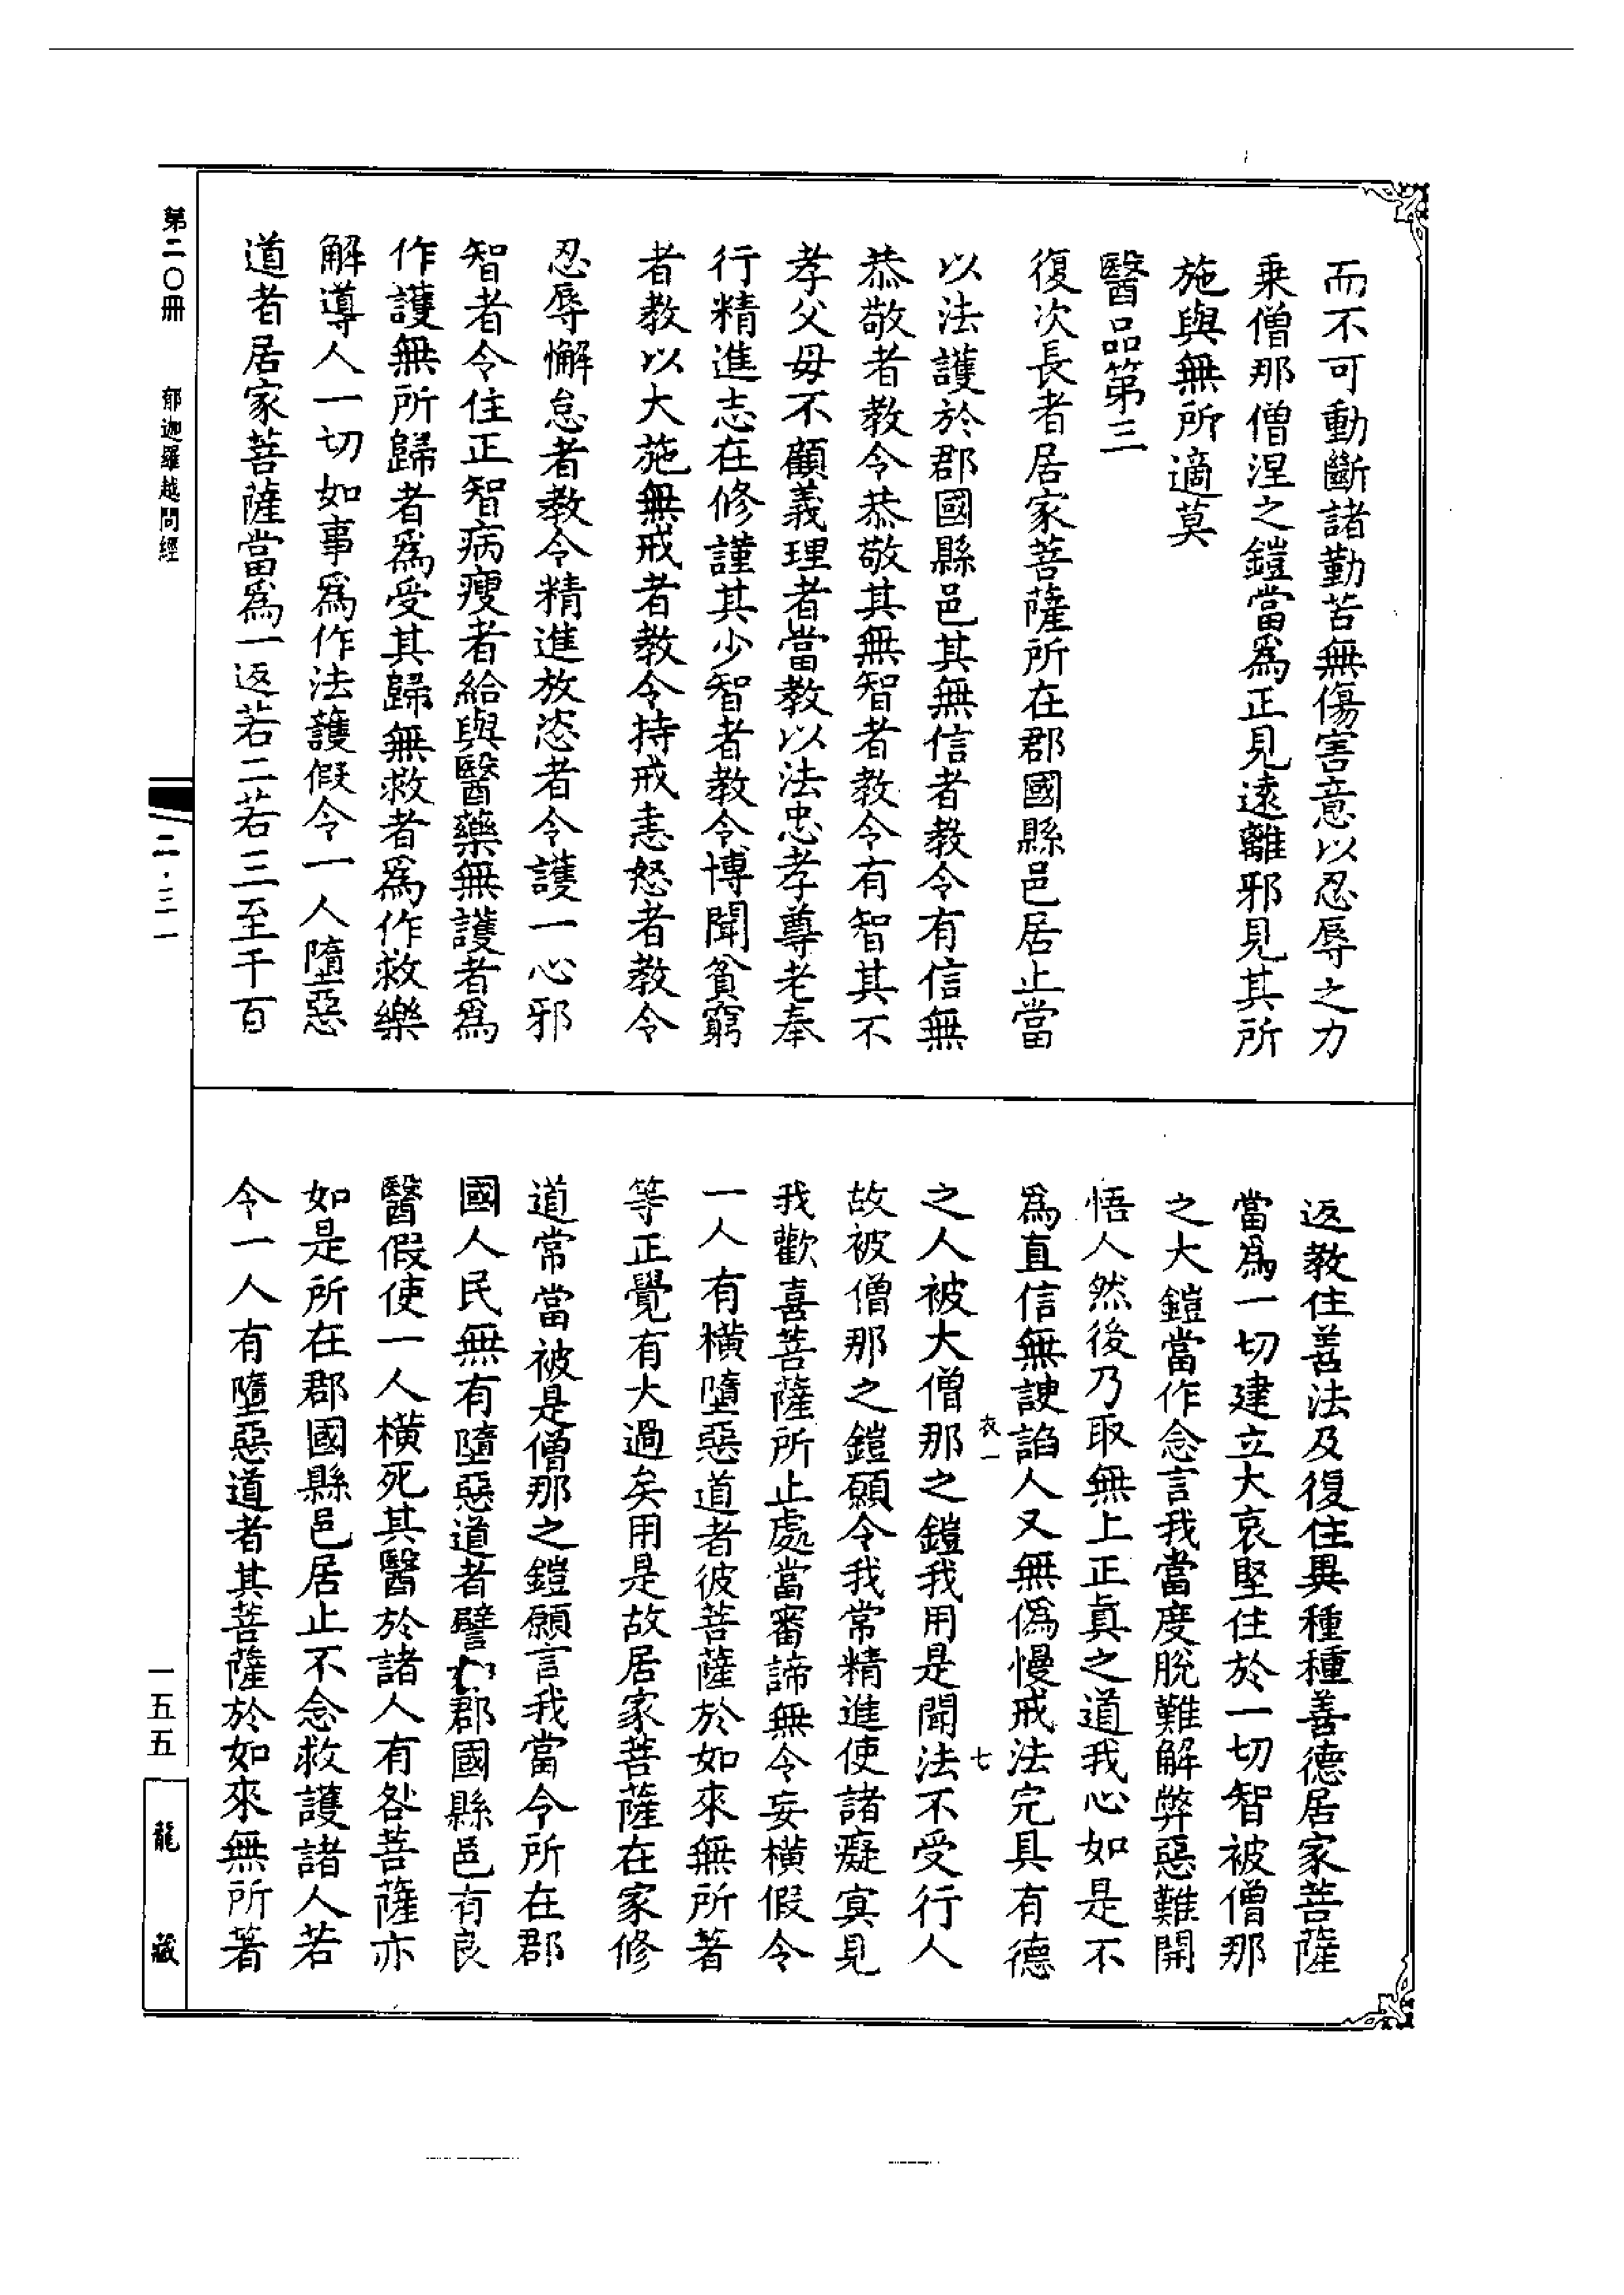 而不可動斷諸勤苦無傷害意以忍辱之力
乗僧那僧涅之鎧當爲正見遠離邪見其所
施與無所適莫
醫品第三
復次長者居家菩薩所在郡國縣邑居止當
以法護於郡國縣邑其無信者教令有信無
恭敬者教令恭敬其無智者教令有智其不
孝父母不顧義理者當教以法忠孝尊老奉
行精進志在修謹其少智者教令博聞貧窮
者教以大施無戒者教令持戒恚怒者教令
忍辱懈怠者教令精進放恣者令護一心邪
智者令住正智病瘦者給與醫藥無護者爲
作護無所歸者爲受其歸無救者爲作救樂
解導人一切如事爲作法護假令一人墮惡
道者居家菩薩當爲一返若二若三至千百
返教住善法及復住異種種善德居家菩薩
當爲一切建立大哀堅住於一切智被僧那
之大鎧當作念言我當度脫難解弊惡難開
悟人然後乃取無上正眞之道我心如是不
爲直信無諛諂人又無僞慢戒法完具有德
之人被大僧那之鎧我用是聞法不受行人
故被僧那之鎧願令我常精進使諸癡寘見
我歡喜菩薩所止處當審諦無令妄橫假令
一人有橫墮惡道者彼菩薩於如來無所著
等正覺有大過矣用是故居家菩薩在家修
道常當被是僧那之鎧願言我當令所在郡
國人民無有墮惡道者譬如郡國縣邑有良
醫假使一人橫死其醫於諸人有咎菩薩亦
如是所在郡國縣邑居止不念救護諸人若
令一人有墮惡道者其菩薩於如來無所著
衣一
七
第二〇冊
郁迦羅越問經
二·三一
一五五
龍藏